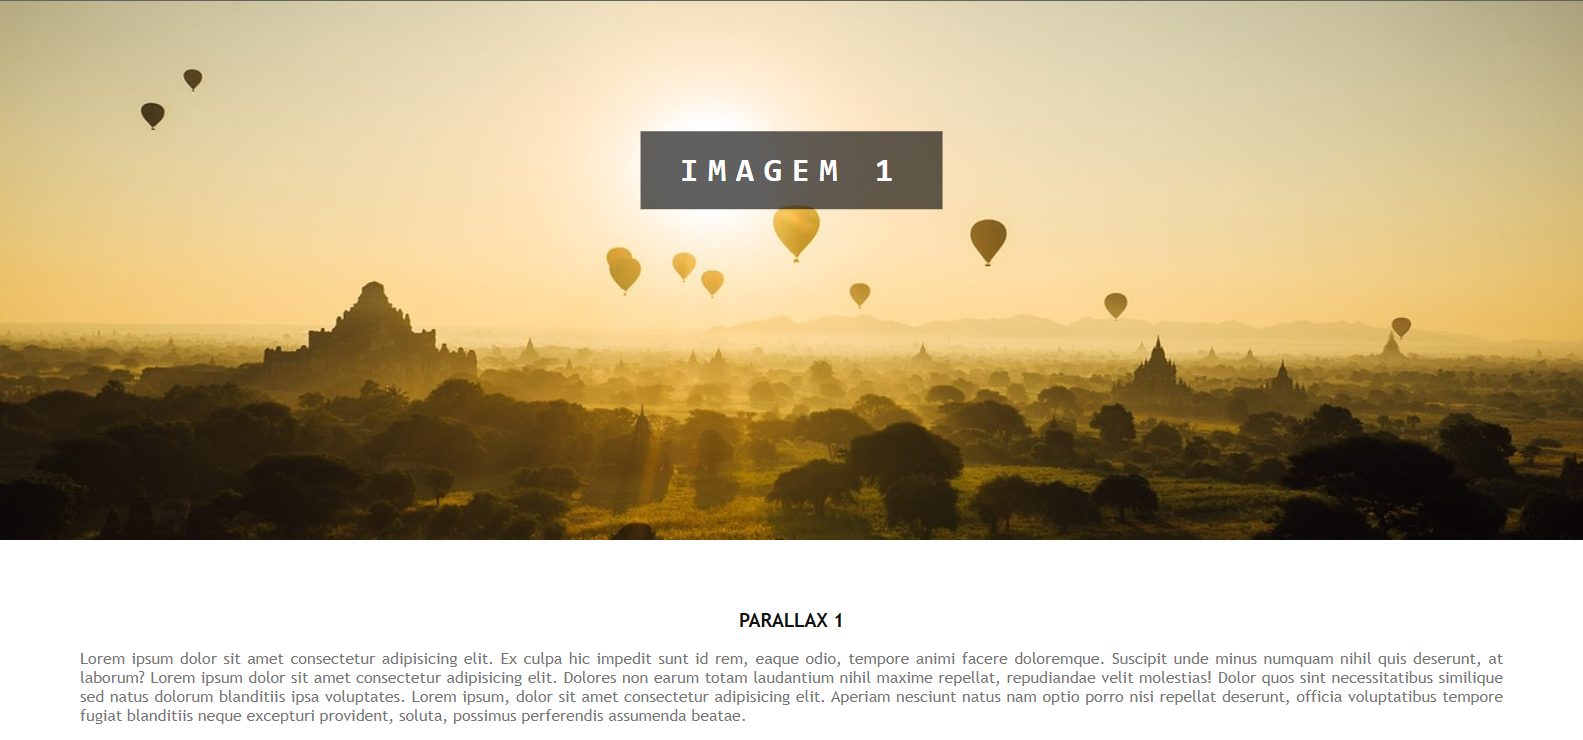 IMAGEM 1
PARALLAX 1
Lorem ipsum dolor sit amet consectetur adipisicing elit. Ex culpa hic impedit sunt id rem, eaque odio, tempore animi facere doloremque. Suscipit unde minus numquam nihil quis deserunt, at
laborum? Lorem ipsum dolor sit amet consectetur adipisicing elit. Dolores non earum totam laudantium nihil maxime repellat, repudiandae velit molestias! Dolor quos sint necessitatibus similique
sed natus dolorum blanditiis ipsa voluptates. Lorem ipsum, dolor sit amet consectetur adipisicing elit. Aperiam nesciunt natus nam optio porro nisi repellat deserunt, officia voluptatibus tempore
fugiat blanditiis neque excepturi provident, soluta, possimus perferendis assumenda beatae.